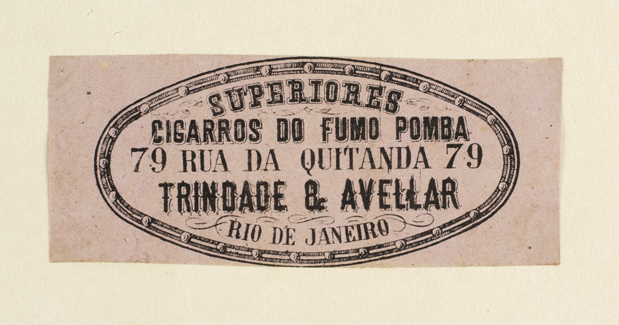 SUPERIORES
CIGARROS DO FUMO POMBA
79 RUA DA QUITANDA 79
TRINDADE & AVELLAR
RIO DE JANEIRO